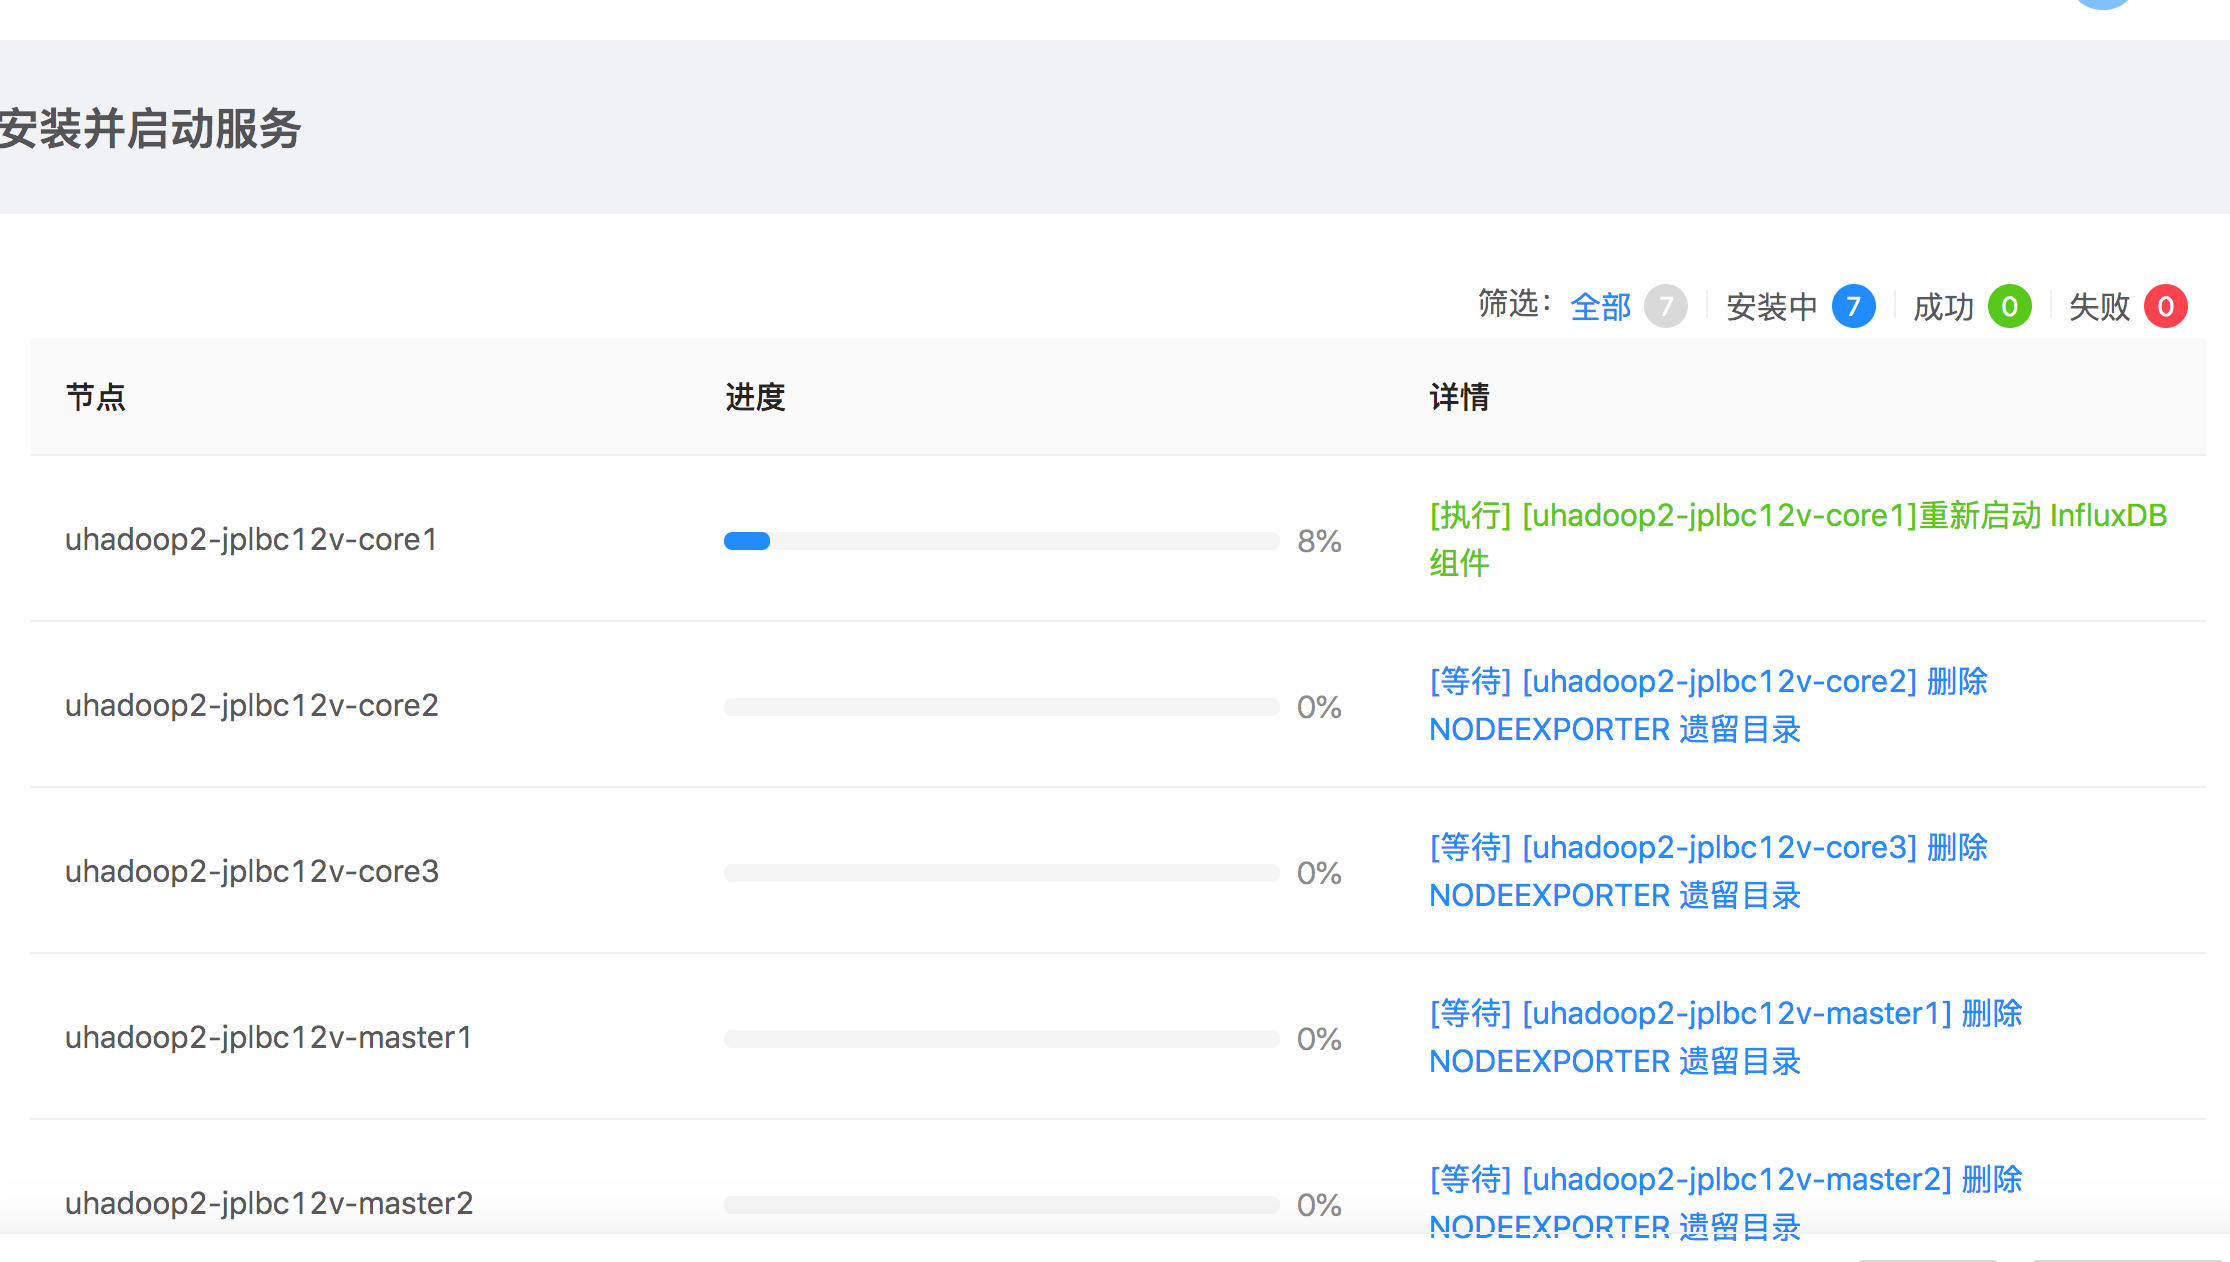 安装并启动服务
筛选： 全部 7 安装中 7 成功 0 失败 0
节点 进度 详情
uhadoop2-jplbc12v-core1 8% [执行] [uhadoop2-jplbc12v-core1]重新启动 InfluxDB
组件
uhadoop2-jplbc12v-core2 0% [等待] [uhadoop2-jplbc12v-core2] 删除
NODEEXPORTER 遗留目录
uhadoop2-jplbc12v-core3 0% [等待] [uhadoop2-jplbc12v-core3] 删除
NODEEXPORTER 遗留目录
uhadoop2-jplbc12v-master1 0% [等待] [uhadoop2-jplbc12v-master1] 删除
NODEEXPORTER 遗留目录
uhadoop2-jplbc12v-master2 0% [等待] [uhadoop2-jplbc12v-master2] 删除
NODEEXPORTER 遗留目录